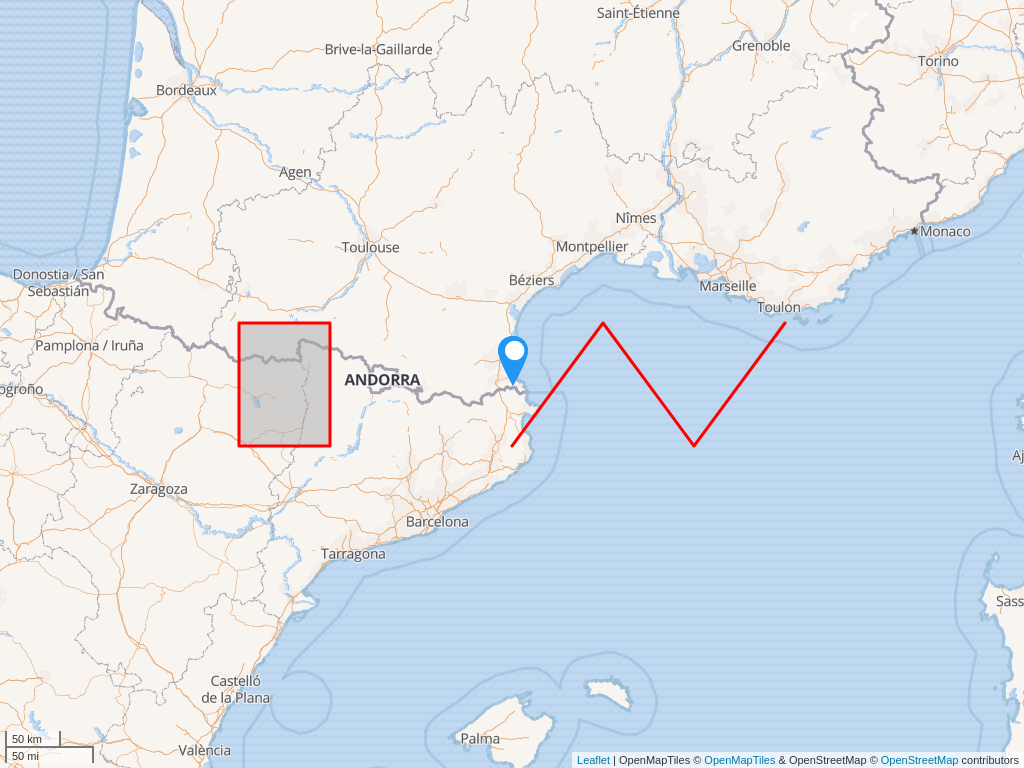 Saint-Étienne
Brive-la-Gaillarde
Grenoble
Torino
Bordeaux
Agen
Nîmes
Monaco
Toulouse
Montpellier
Donostia / San
Sebastián
Béziers
Marseille
Toulon
Pamplona / Iruña
ANDORRA
ogroño
Aj
Zaragoza
Barcelona
Tarragona
Sass
Castelló
de la Plana
Palma
València
50 km
50 mi
Leaflet | OpenMapTiles © OpenMapTiles & OpenStreetMap © OpenStreetMap contributors